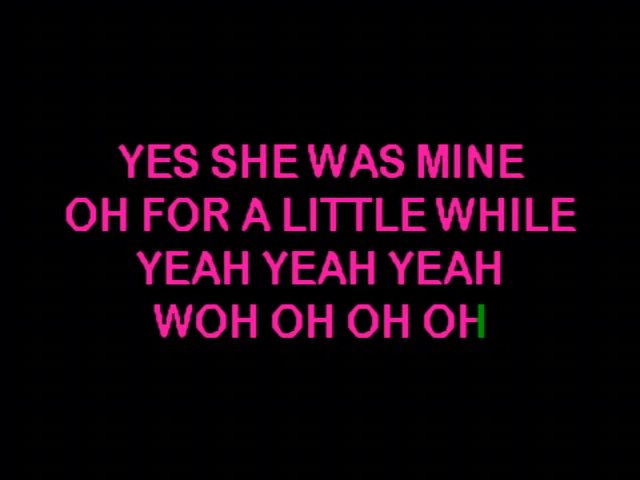 YES SHE WAS MINE
OH FOR A LITTLE WHILE
YEAH YEAH YEAH
WOH OH OH OH